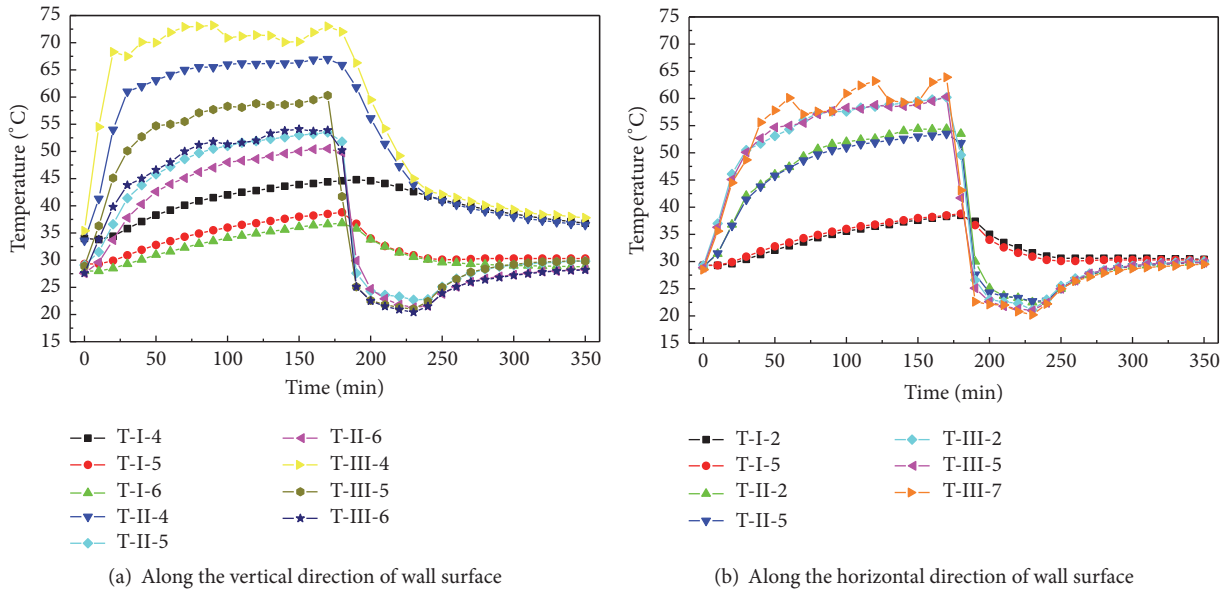 75
70
65
60
55
50
45
40
35
30
25
20
15
Temperature (°C)
0 50 100 150 200 250 300 350
Time (min)
T-I-4
T-I-5
T-I-6
T-II-4
T-II-5
T-II-6
T-III-4
T-III-5
T-III-6
(a) Along the vertical direction of wall surface
75
70
65
60
55
50
45
40
35
30
25
20
15
Temperature (°C)
0 50 100 150 200 250 300 350
Time (min)
T-I-2
T-I-5
T-II-2
T-II-5
T-III-2
T-III-5
T-III-7
(b) Along the horizontal direction of wall surface